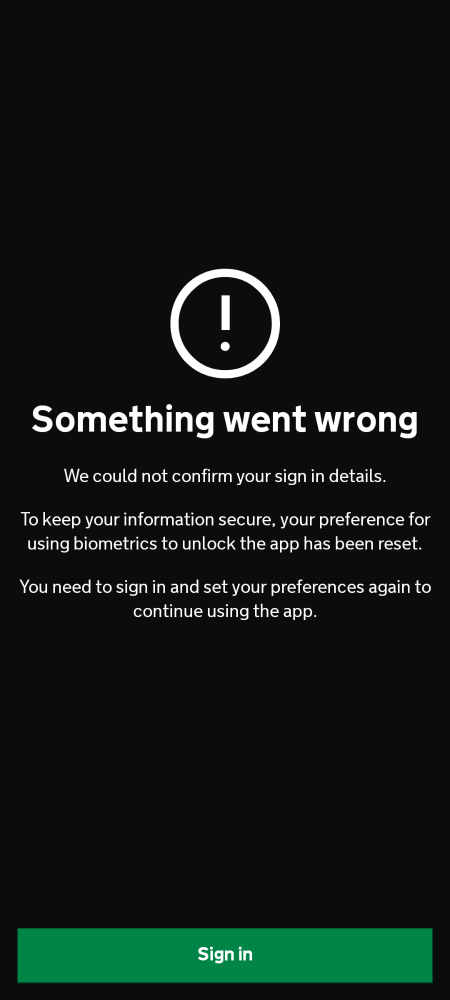 Something went wrong
We could not confirm your sign in details.
To keep your information secure, your preference for
using biometrics to unlock the app has been reset.
You need to sign in and set your preferences again to
continue using the app.
Sign in